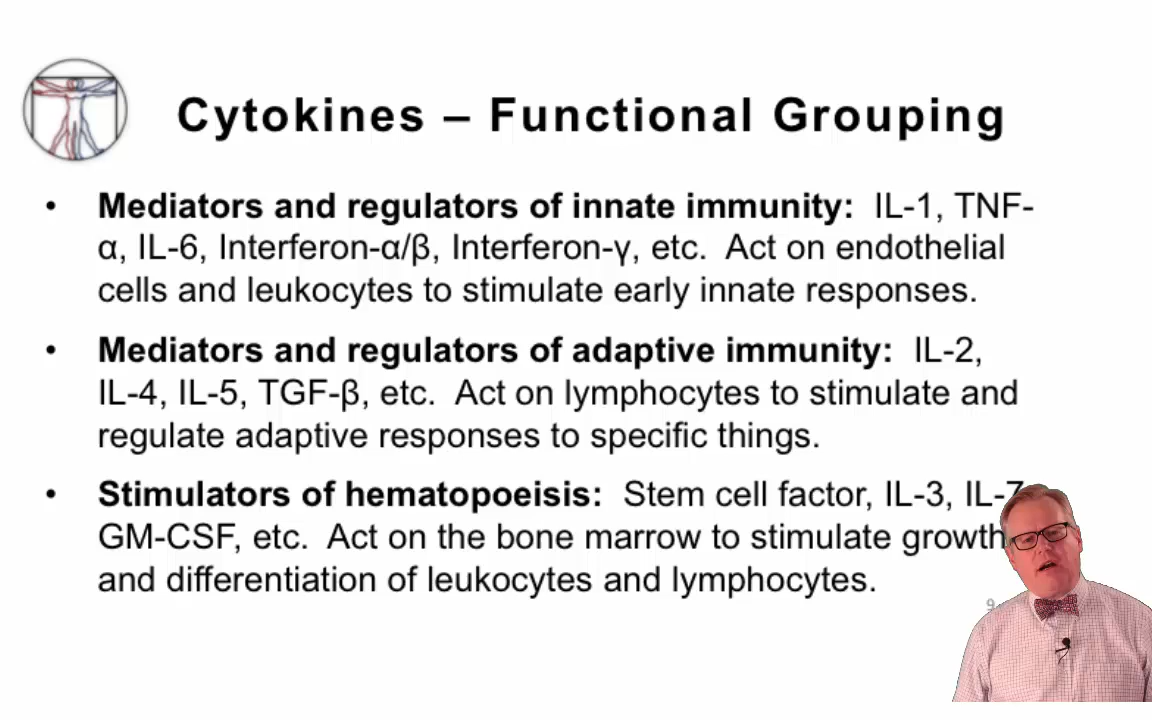 Cytokines – Functional Grouping
• Mediators and regulators of innate immunity: IL-1, TNF-
α, IL-6, Interferon-α/β, Interferon-γ, etc. Act on endothelial
cells and leukocytes to stimulate early innate responses.
• Mediators and regulators of adaptive immunity: IL-2,
IL-4, IL-5, TGF-β, etc. Act on lymphocytes to stimulate and
regulate adaptive responses to specific things.
• Stimulators of hematopoeisis: Stem cell factor, IL-3, IL-7
GM-CSF, etc. Act on the bone marrow to stimulate growth
and differentiation of leukocytes and lymphocytes.